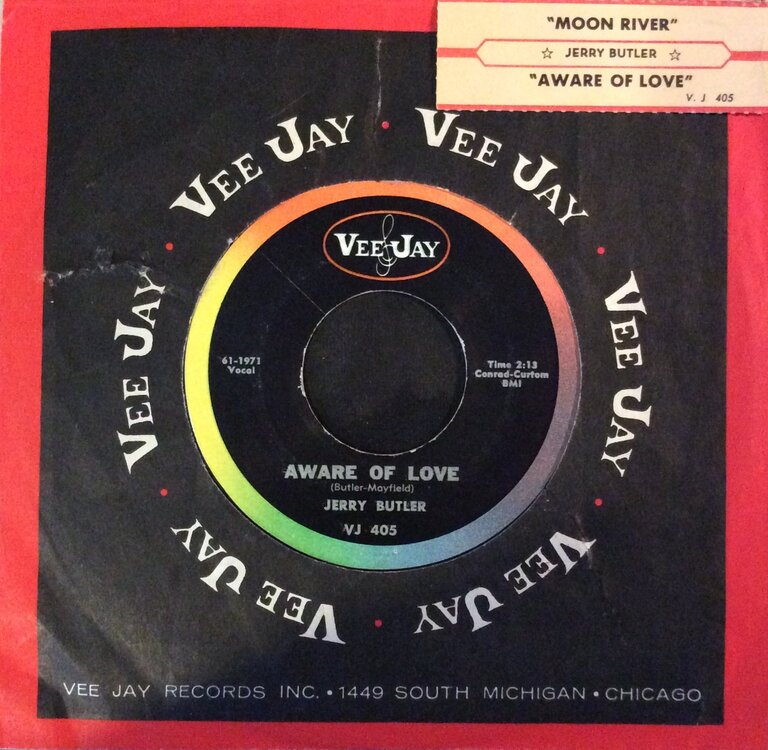 "MOON RIVER"
☆ JERRY BUTLER ☆
"AWARE OF LOVE"
V. J 405
VEE JAY • VEE JAY • VEE JAY • VEE JAY • VEE JAY • VEE JAY •
VEE JAY
61-1971
Vocal
Time 2:13
Conrad-Curtom
BMI
AWARE OF LOVE
(Butler-Mayfield)
JERRY BUTLER
VJ 405
VEE JAY RECORDS INC. • 1449 SOUTH MICHIGAN • CHICAGO